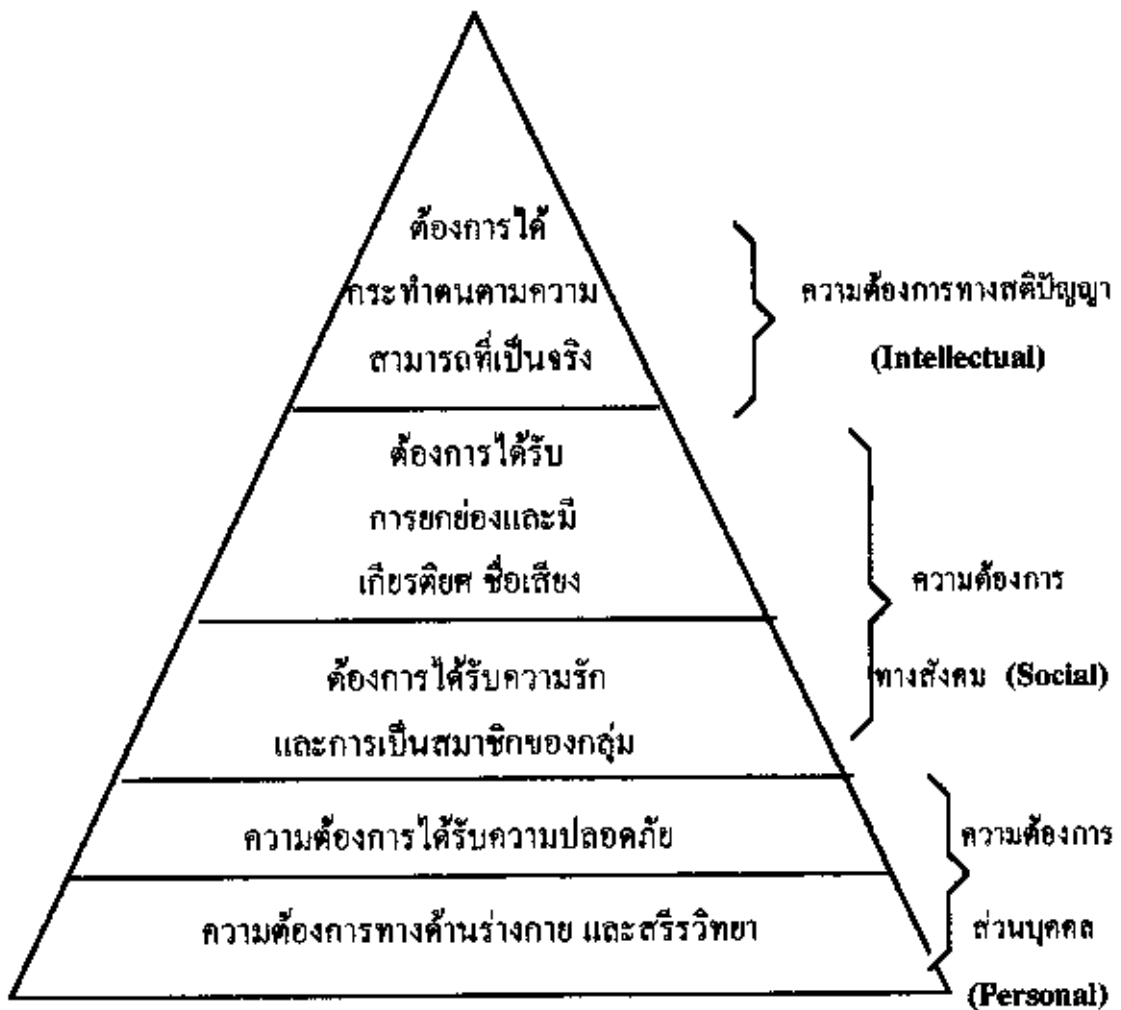 ต้องการได้
กระทำตนตามความ
สามารถที่เป็นจริง
ความต้องการทางสติปัญญา
(Intellectual)
ต้องการได้รับ
การยกย่องและมี
เกียรติยศ ชื่อเสียง
ความต้องการ
ทางสังคม (Social)
ต้องการได้รับความรัก
และการเป็นสมาชิกของกลุ่ม
ความต้องการได้รับความปลอดภัย
ความต้องการทางด้านร่างกาย และสรีรวิทยา
ความต้องการ
ส่วนบุคคล
(Personal)